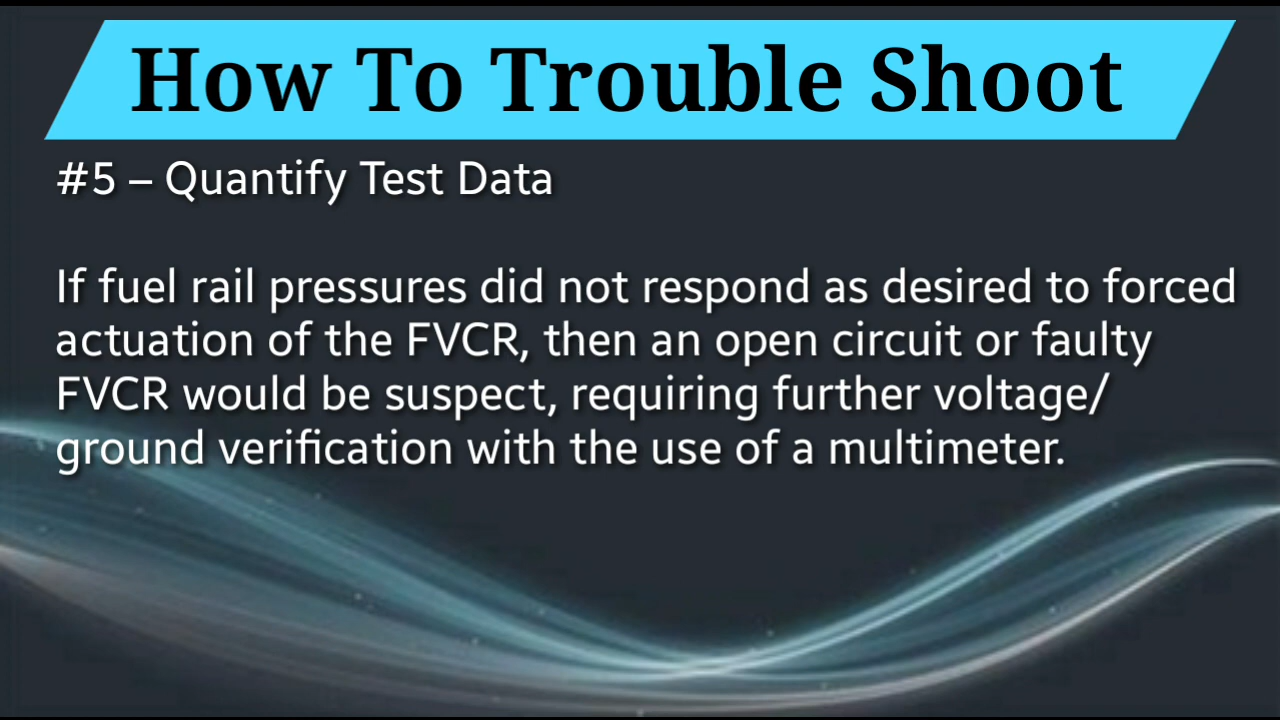 How To Trouble Shoot
#5 – Quantify Test Data
If fuel rail pressures did not respond as desired to forced
actuation of the FVCR, then an open circuit or faulty
FVCR would be suspect, requiring further voltage/
ground verification with the use of a multimeter.